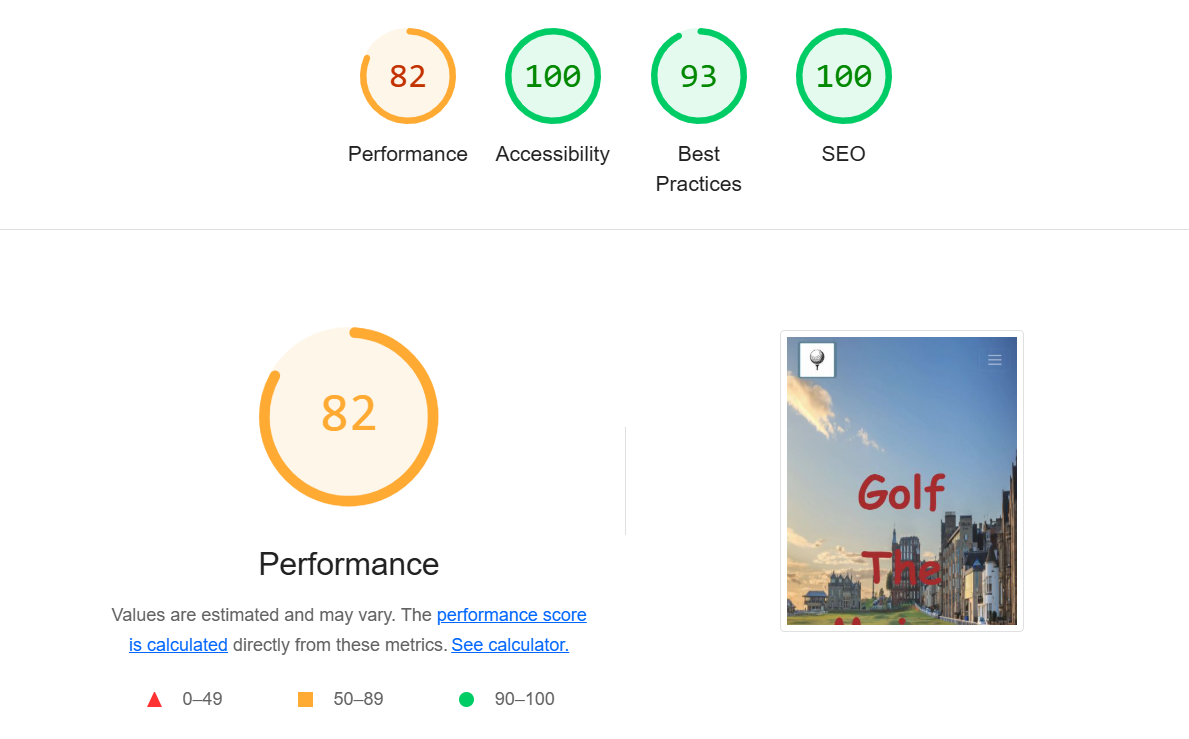 82
100
93
100
Performance
Accessibility
Best
Practices
SEO
82
Performance
Values are estimated and may vary. The performance score
is calculated directly from these metrics. See calculator.
0–49
50–89
90–100
Golf
The